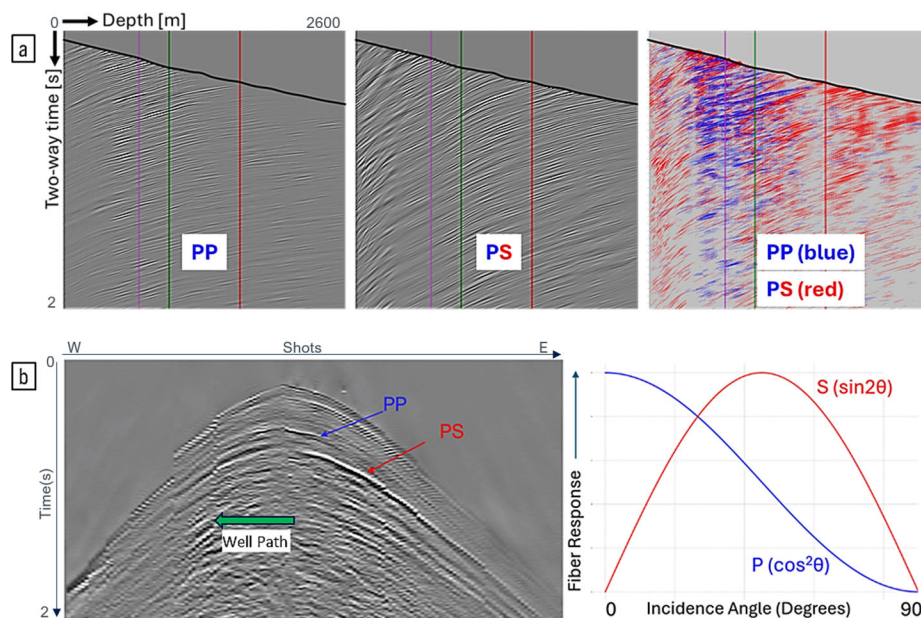 0 Depth [m] 2600
a
Two-way time [s]
PP
PS
PP (blue)
PS (red)
2
b
W Shots E
0
PP
PS
Time(s)
Well Path
2
S (sin2θ)
Fiber Response
P (cos²θ)
0 Incidence Angle (Degrees) 90